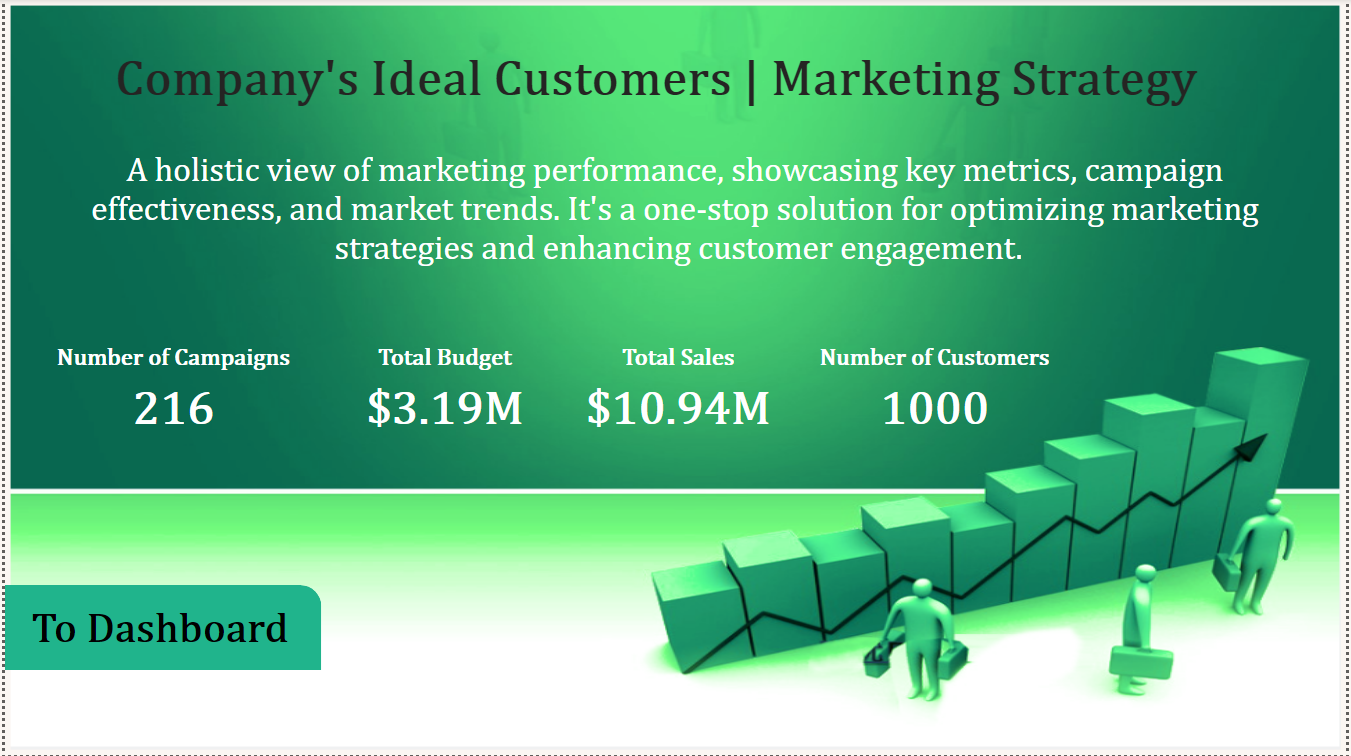 Company's Ideal Customers | Marketing Strategy
A holistic view of marketing performance, showcasing key metrics, campaign
effectiveness, and market trends. It's a one-stop solution for optimizing marketing
strategies and enhancing customer engagement.
Number of Campaigns
216
Total Budget
$3.19M
Total Sales
$10.94M
Number of Customers
1000
To Dashboard